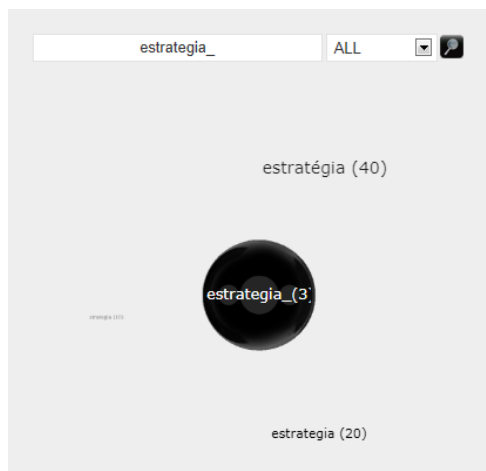 estrategia_
ALL
estratégia (40)
estrategia_(3)
estrategia (20)